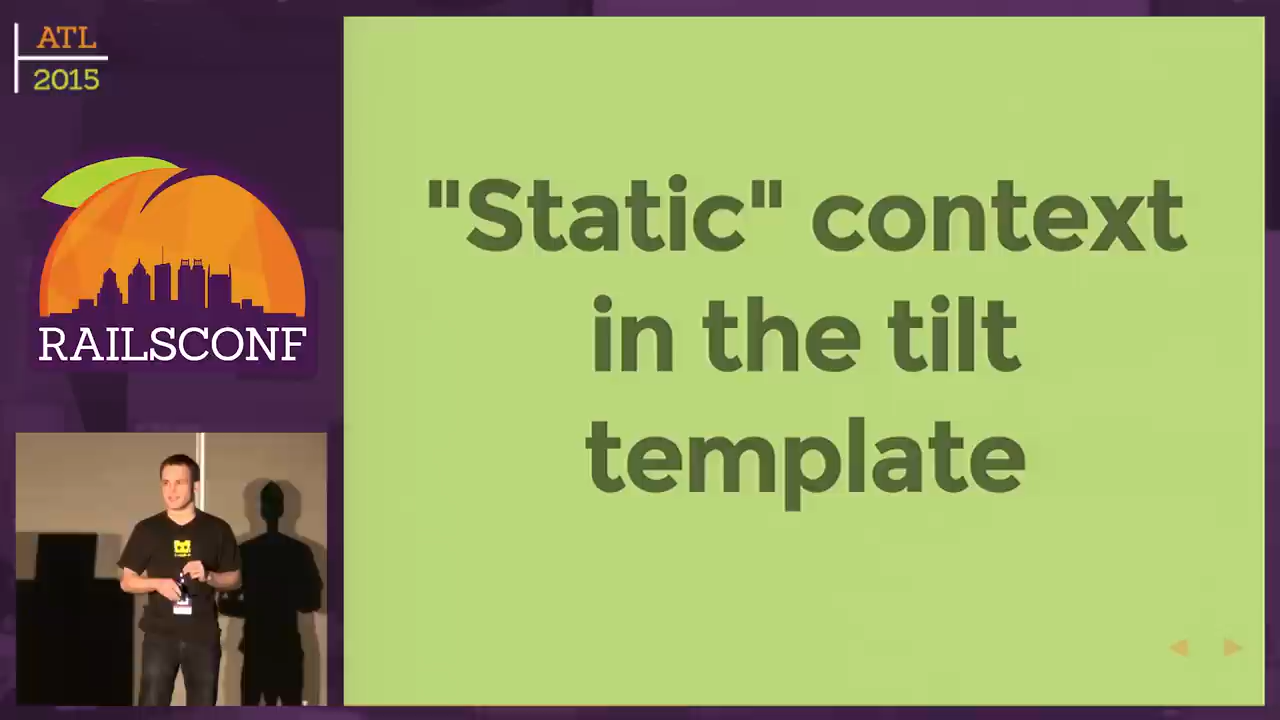 ATL
2015
RAILSCONF
"Static" context
in the tilt
template